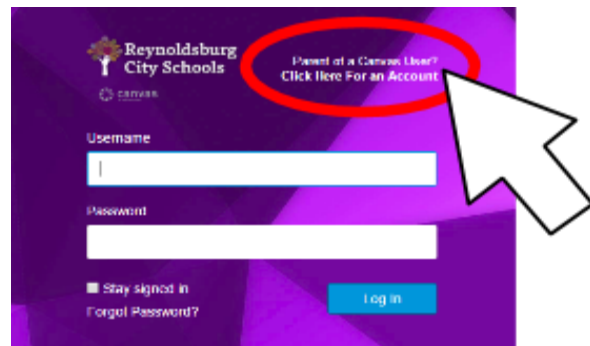 Reynoldsburg
City Schools
Parent of a Canvas User?
Click Here For an Account
canvas
Username
Password
Stay signed in
Forgot Password?
Log In